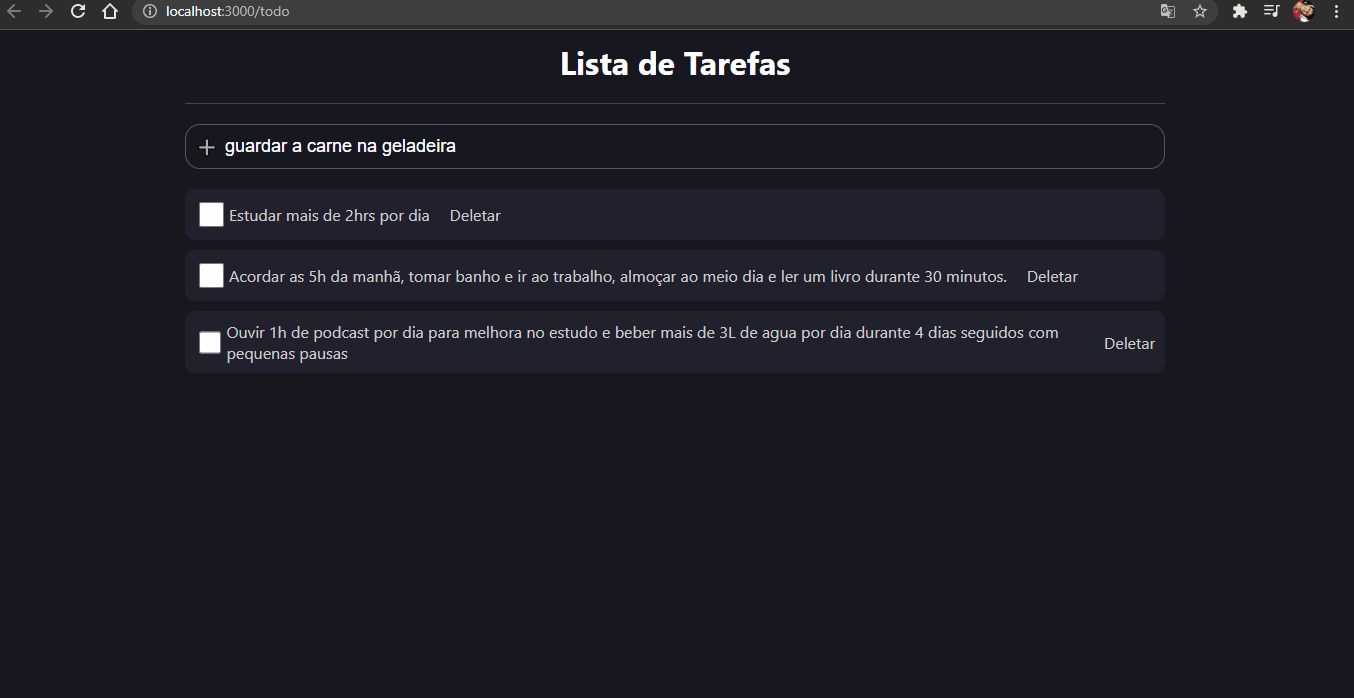 localhost:3000/todo
Lista de Tarefas
guardar a carne na geladeira
Estudar mais de 2hrs por dia Deletar
Acordar as 5h da manhã, tomar banho e ir ao trabalho, almoçar ao meio dia e ler um livro durante 30 minutos. Deletar
Ouvir 1h de podcast por dia para melhora no estudo e beber mais de 3L de agua por dia durante 4 dias seguidos com
pequenas pausas
Deletar